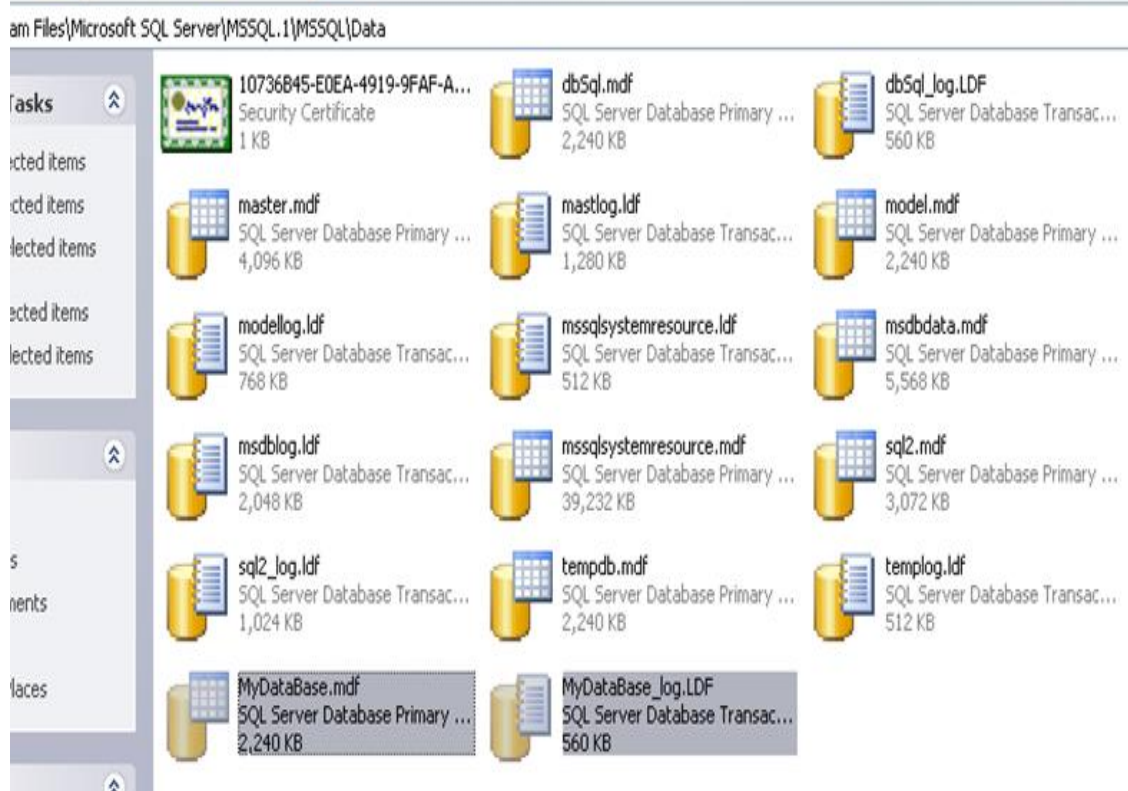 am Files\Microsoft SQL Server\MSSQL.1\MSSQL\Data
Tasks
ected items
ected items
elected items
ected items
lected items
s
ments
laces
10736B45-E0EA-4919-9FAF-A...
Security Certificate
1 KB
dbSql.mdf
SQL Server Database Primary ...
2,240 KB
dbSql_log.LDF
SQL Server Database Transac...
560 KB
master.mdf
SQL Server Database Primary ...
4,096 KB
mastlog.ldf
SQL Server Database Transac...
1,280 KB
model.mdf
SQL Server Database Primary ...
2,240 KB
modellog.ldf
SQL Server Database Transac...
768 KB
mssqlsystemresource.ldf
SQL Server Database Transac...
512 KB
msdbdata.mdf
SQL Server Database Primary ...
5,568 KB
msdblog.ldf
SQL Server Database Transac...
2,048 KB
mssqlsystemresource.mdf
SQL Server Database Primary ...
39,232 KB
sql2.mdf
SQL Server Database Primary ...
3,072 KB
sql2_log.ldf
SQL Server Database Transac...
1,024 KB
tempdb.mdf
SQL Server Database Primary ...
2,240 KB
templog.ldf
SQL Server Database Transac...
512 KB
MyDataBase.mdf
SQL Server Database Primary ...
2,240 KB
MyDataBase_log.LDF
SQL Server Database Transac...
560 KB